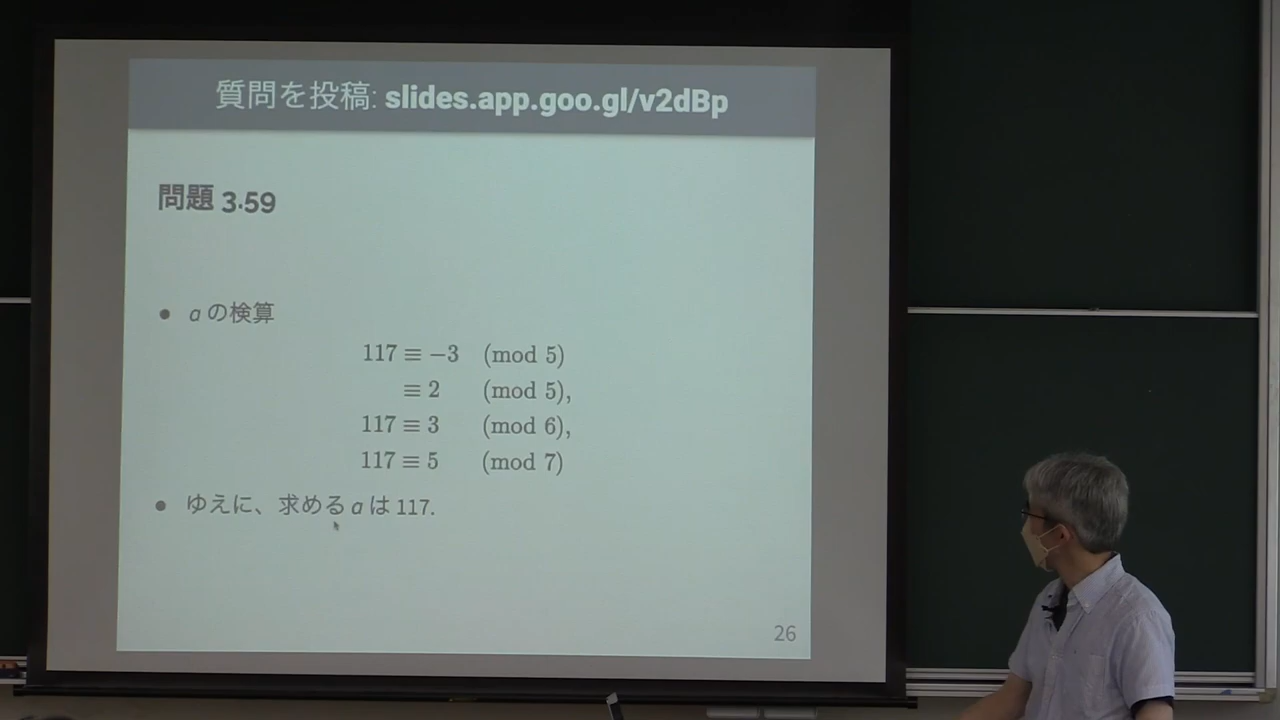 質問を投稿: slides.app.goo.gl/v2dBp
問題 3.59
• a の検算
117 ≡ −3 (mod 5)
≡ 2 (mod 5),
117 ≡ 3 (mod 6),
117 ≡ 5 (mod 7)
• ゆえに、求める a は 117.
26